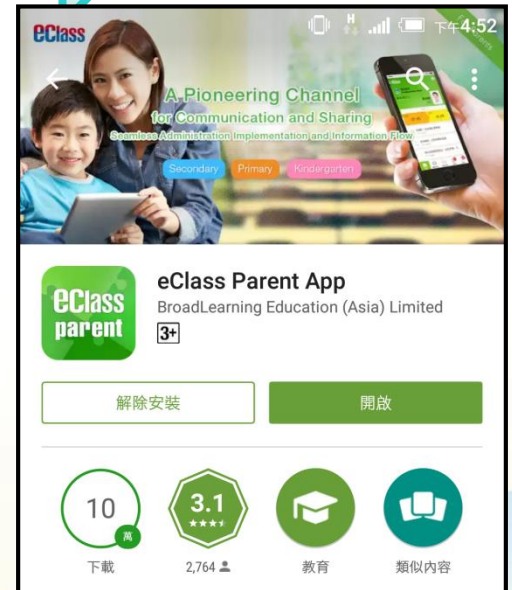 eClass
For Parents
下午4:52
A Pioneering Channel
for Communication and Sharing
Seamless Administration Implementation and Information Flow
Secondary
Primary
Kindergarten
eClass
parent
eClass Parent App
BroadLearning Education (Asia) Limited
3+
解除安裝
開啟
10
萬
下載
3.1
2,764
教育
類似內容